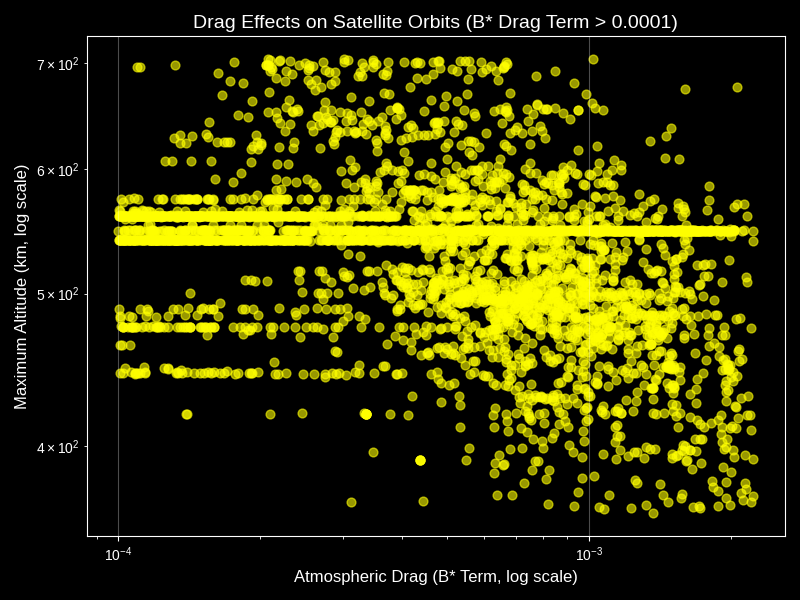 Drag Effects on Satellite Orbits (B* Drag Term > 0.0001)
Maximum Altitude (km, log scale)
7 × 10²
6 × 10²
5 × 10²
4 × 10²
10⁻⁴
10⁻³
Atmospheric Drag (B* Term, log scale)